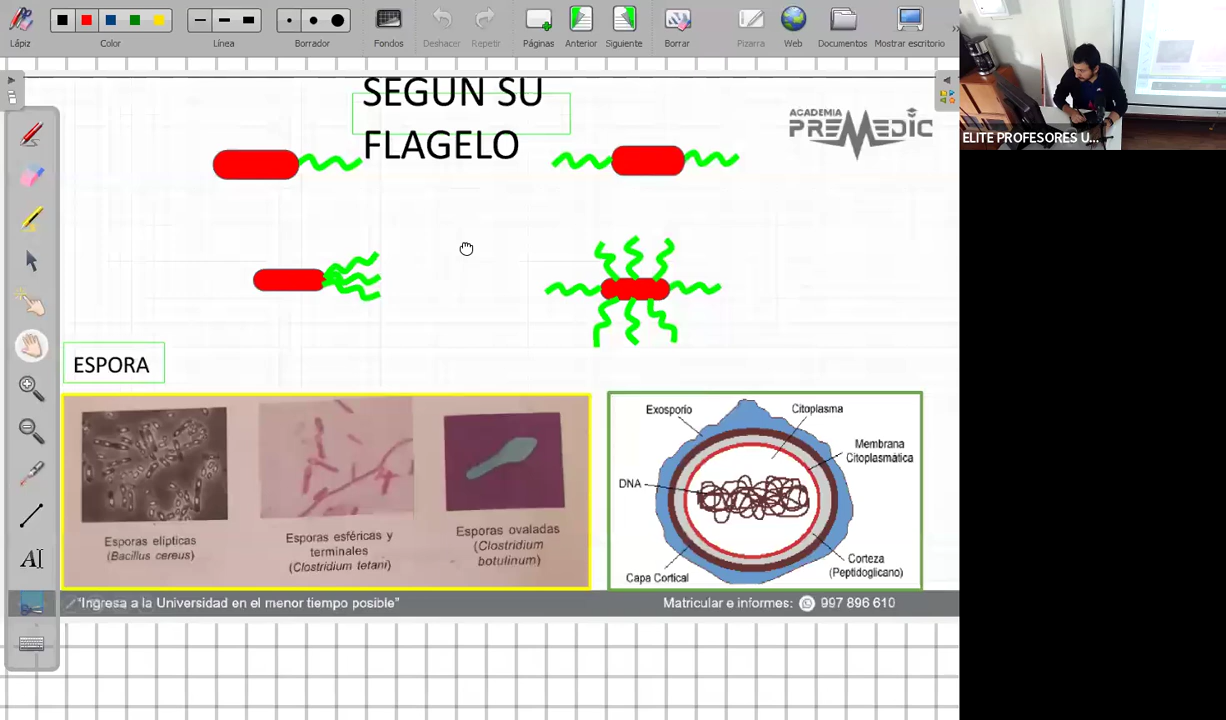 Lápiz
Color
Línea
Borrador
Fondos
Deshacer
Repetir
Páginas
Anterior
Siguiente
Borrar
Pizarra
Web
Documentos
Mostrar escritorio
ELITE PROFESORES U...
SEGUN SU
FLAGELO
ACADEMIA
PREMEDIC
ESPORA
Esporas elípticas
(Bacillus cereus)
Esporas esféricas y
terminales
(Clostridium tetani)
Esporas ovaladas
(Clostridium
botulinum)
Exosporio
Citoplasma
Membrana
Citoplasmática
DNA
Corteza
(Peptidoglicano)
Capa Cortical
"Ingresa a la Universidad en el menor tiempo posible"
Matricular e informes: 997 896 610